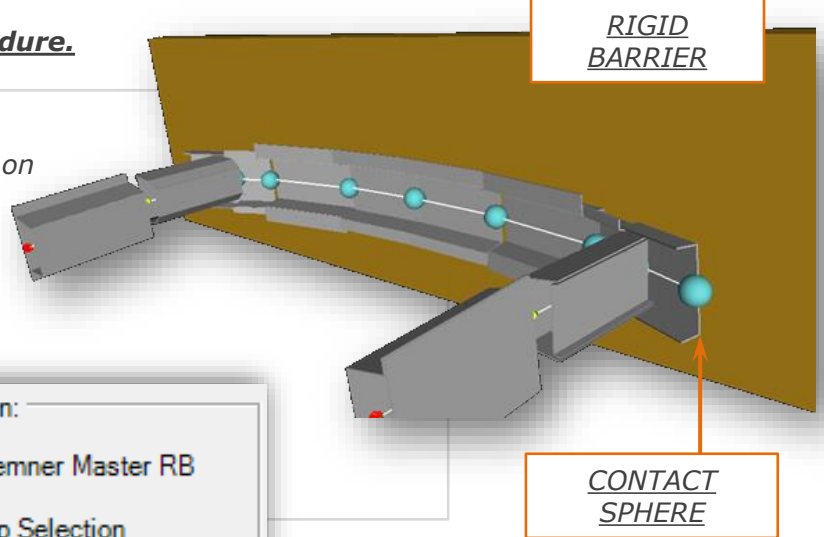 dure.
on
RIGID
BARRIER
n:
emner Master RB
p Selection
CONTACT
SPHERE